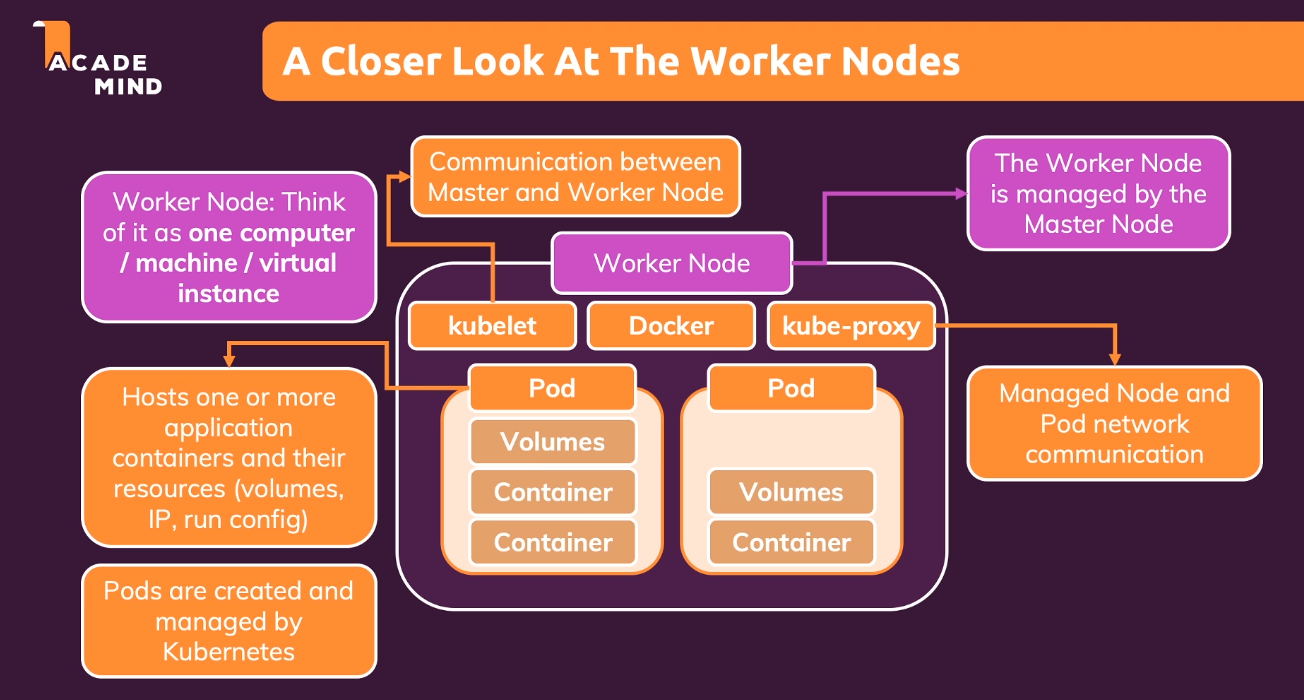 ACADE
MIND
A Closer Look At The Worker Nodes
Communication between
Master and Worker Node
The Worker Node
is managed by the
Master Node
Worker Node: Think
of it as one computer
/ machine / virtual
instance
Worker Node
kubelet
Docker
kube-proxy
Pod
Volumes
Container
Container
Pod
Volumes
Container
Hosts one or more
application
containers and their
resources (volumes,
IP, run config)
Managed Node and
Pod network
communication
Pods are created and
managed by
Kubernetes